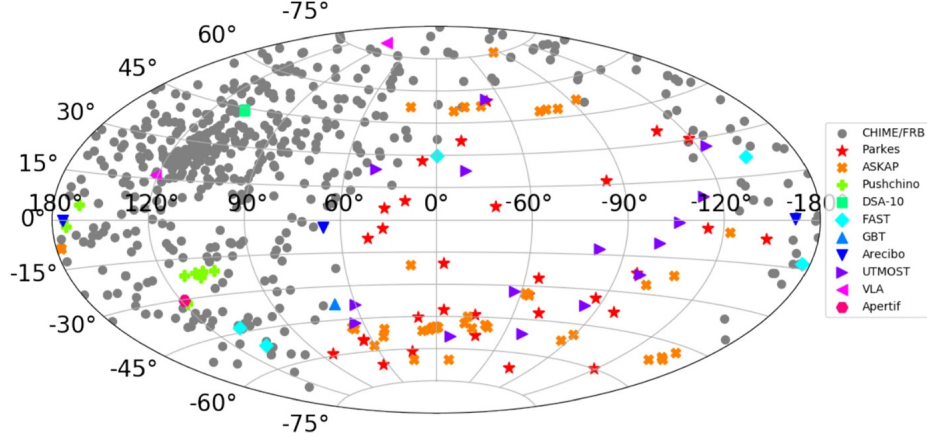 -75°
60°
45°
30°
15°
180° 120° 90° 60° 0° -60° -90° -120° -180°
0°
-15°
-30°
-45°
-60°
-75°
CHIME/FRB
Parkes
ASKAP
Pushchino
DSA-10
FAST
GBT
Arecibo
UTMOST
VLA
Apertif